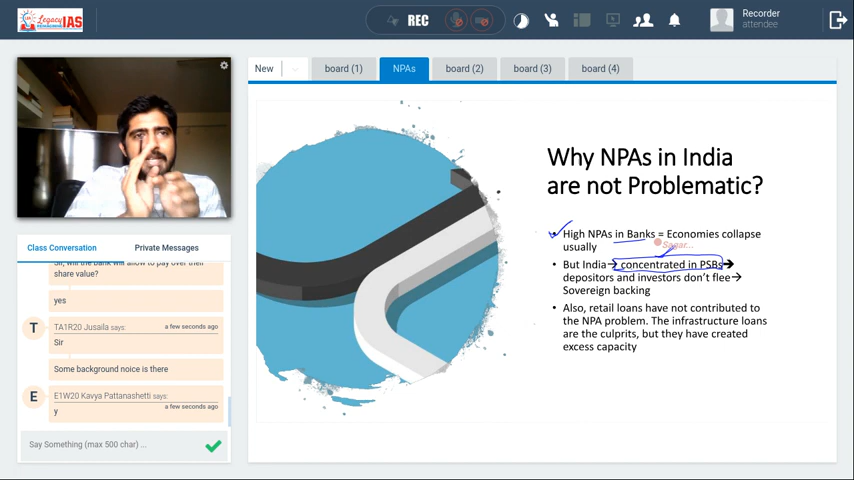 Legacy
IAS
REC
Recorder
attendee
New
board (1)
NPAs
board (2)
board (3)
board (4)
Why NPAs in India
are not Problematic?
• High NPAs in Banks = Economies collapse
usually
Sagar...
• But India→ concentrated in PSBs→
depositors and investors don't flee→
Sovereign backing
• Also, retail loans have not contributed to
the NPA problem. The infrastructure loans
are the culprits, but they have created
excess capacity
Class Conversation
Private Messages
Sir, will the bank will allow to pay over their
share value?
yes
T
TA1R20 Jusaila says:
a few seconds ago
Sir
Some background noice is there
E
E1W20 Kavya Pattanashetti says:
a few seconds ago
y
Say Something (max 500 char) ...